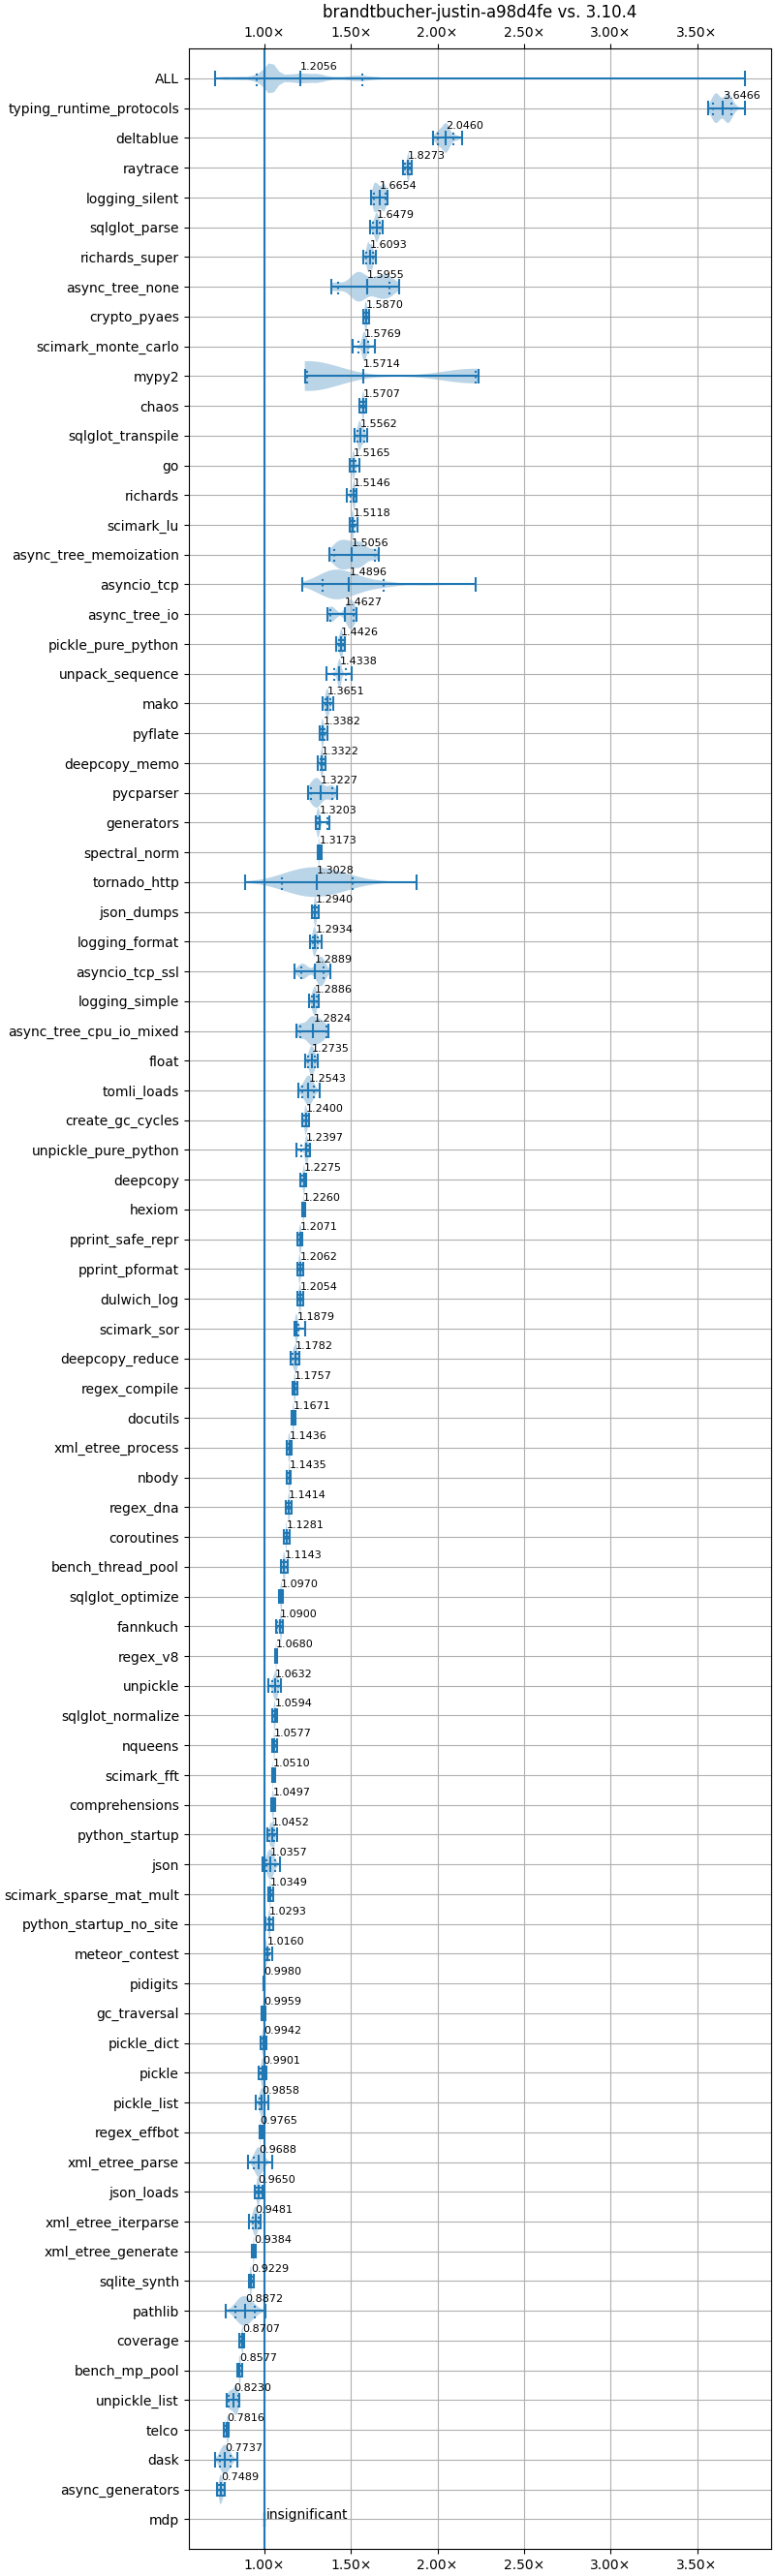 brandtbucher-justin-a98d4fe vs. 3.10.4
1.00× 1.50× 2.00× 2.50× 3.00× 3.50×
ALL 1.2056
typing_runtime_protocols 3.6466
deltablue 2.0460
raytrace 1.8273
logging_silent 1.6654
sqlglot_parse 1.6479
richards_super 1.6093
async_tree_none 1.5955
crypto_pyaes 1.5870
scimark_monte_carlo 1.5769
mypy2 1.5714
chaos 1.5707
sqlglot_transpile 1.5562
go 1.5165
richards 1.5146
scimark_lu 1.5118
async_tree_memoization 1.5056
asyncio_tcp 1.4896
async_tree_io 1.4627
pickle_pure_python 1.4426
unpack_sequence 1.4338
mako 1.3651
pyflate 1.3382
deepcopy_memo 1.3322
pycparser 1.3227
generators 1.3203
spectral_norm 1.3173
tornado_http 1.3028
json_dumps 1.2940
logging_format 1.2934
asyncio_tcp_ssl 1.2889
logging_simple 1.2886
async_tree_cpu_io_mixed 1.2824
float 1.2735
tomli_loads 1.2543
create_gc_cycles 1.2400
unpickle_pure_python 1.2397
deepcopy 1.2275
hexiom 1.2260
pprint_safe_repr 1.2071
pprint_pformat 1.2062
dulwich_log 1.2054
scimark_sor 1.1879
deepcopy_reduce 1.1782
regex_compile 1.1757
docutils 1.1671
xml_etree_process 1.1436
nbody 1.1435
regex_dna 1.1414
coroutines 1.1281
bench_thread_pool 1.1143
sqlglot_optimize 1.0970
fannkuch 1.0900
regex_v8 1.0680
unpickle 1.0632
sqlglot_normalize 1.0594
nqueens 1.0577
scimark_fft 1.0510
comprehensions 1.0497
python_startup 1.0452
json 1.0357
scimark_sparse_mat_mult 1.0349
python_startup_no_site 1.0293
meteor_contest 1.0160
pidigits 0.9980
gc_traversal 0.9959
pickle_dict 0.9942
pickle 0.9901
pickle_list 0.9858
regex_effbot 0.9765
xml_etree_parse 0.9688
json_loads 0.9650
xml_etree_iterparse 0.9481
xml_etree_generate 0.9384
sqlite_synth 0.9229
pathlib 0.8872
coverage 0.8707
bench_mp_pool 0.8577
unpickle_list 0.8230
telco 0.7816
dask 0.7737
async_generators 0.7489
mdp insignificant
1.00× 1.50× 2.00× 2.50× 3.00× 3.50×